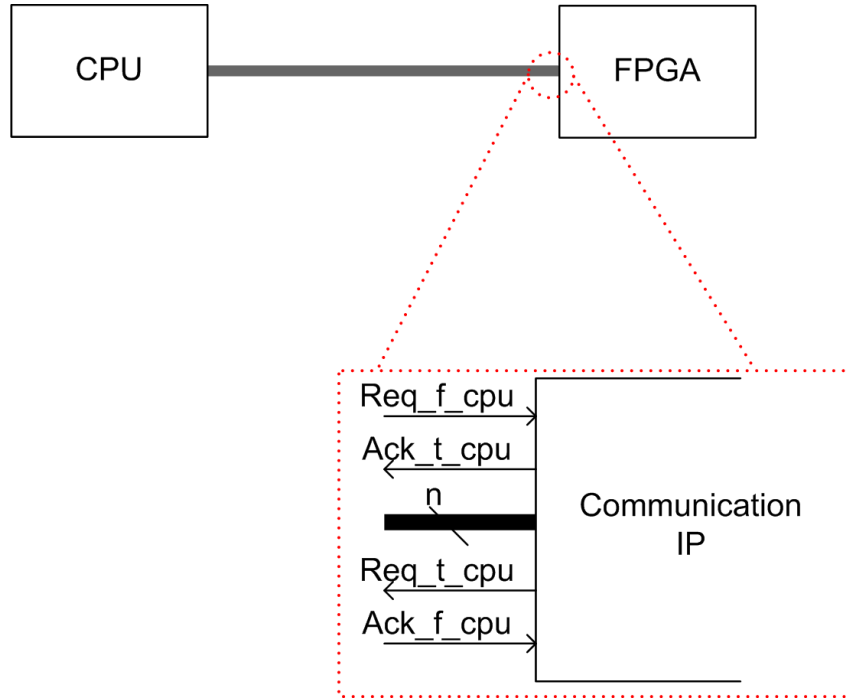 CPU
FPGA
Req_f_cpu
Ack_t_cpu
n
Communication
IP
Req_t_cpu
Ack_f_cpu